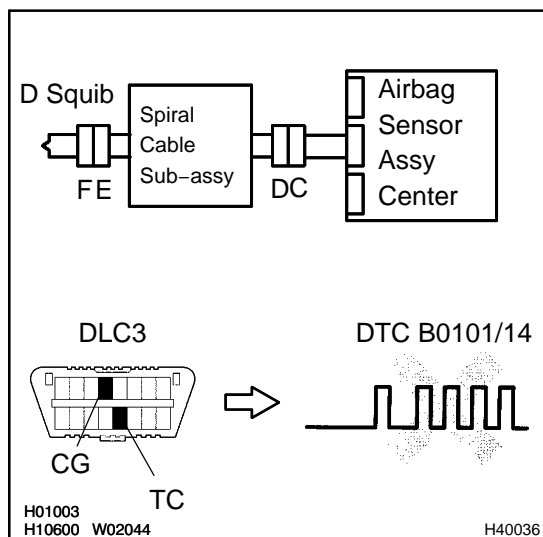 D Squib
Spiral
Cable
Sub−assy
Airbag
Sensor
Assy
Center
FE
DC
DLC3
DTC B0101/14
CG
TC
H01003
H10600 W02044
H40036